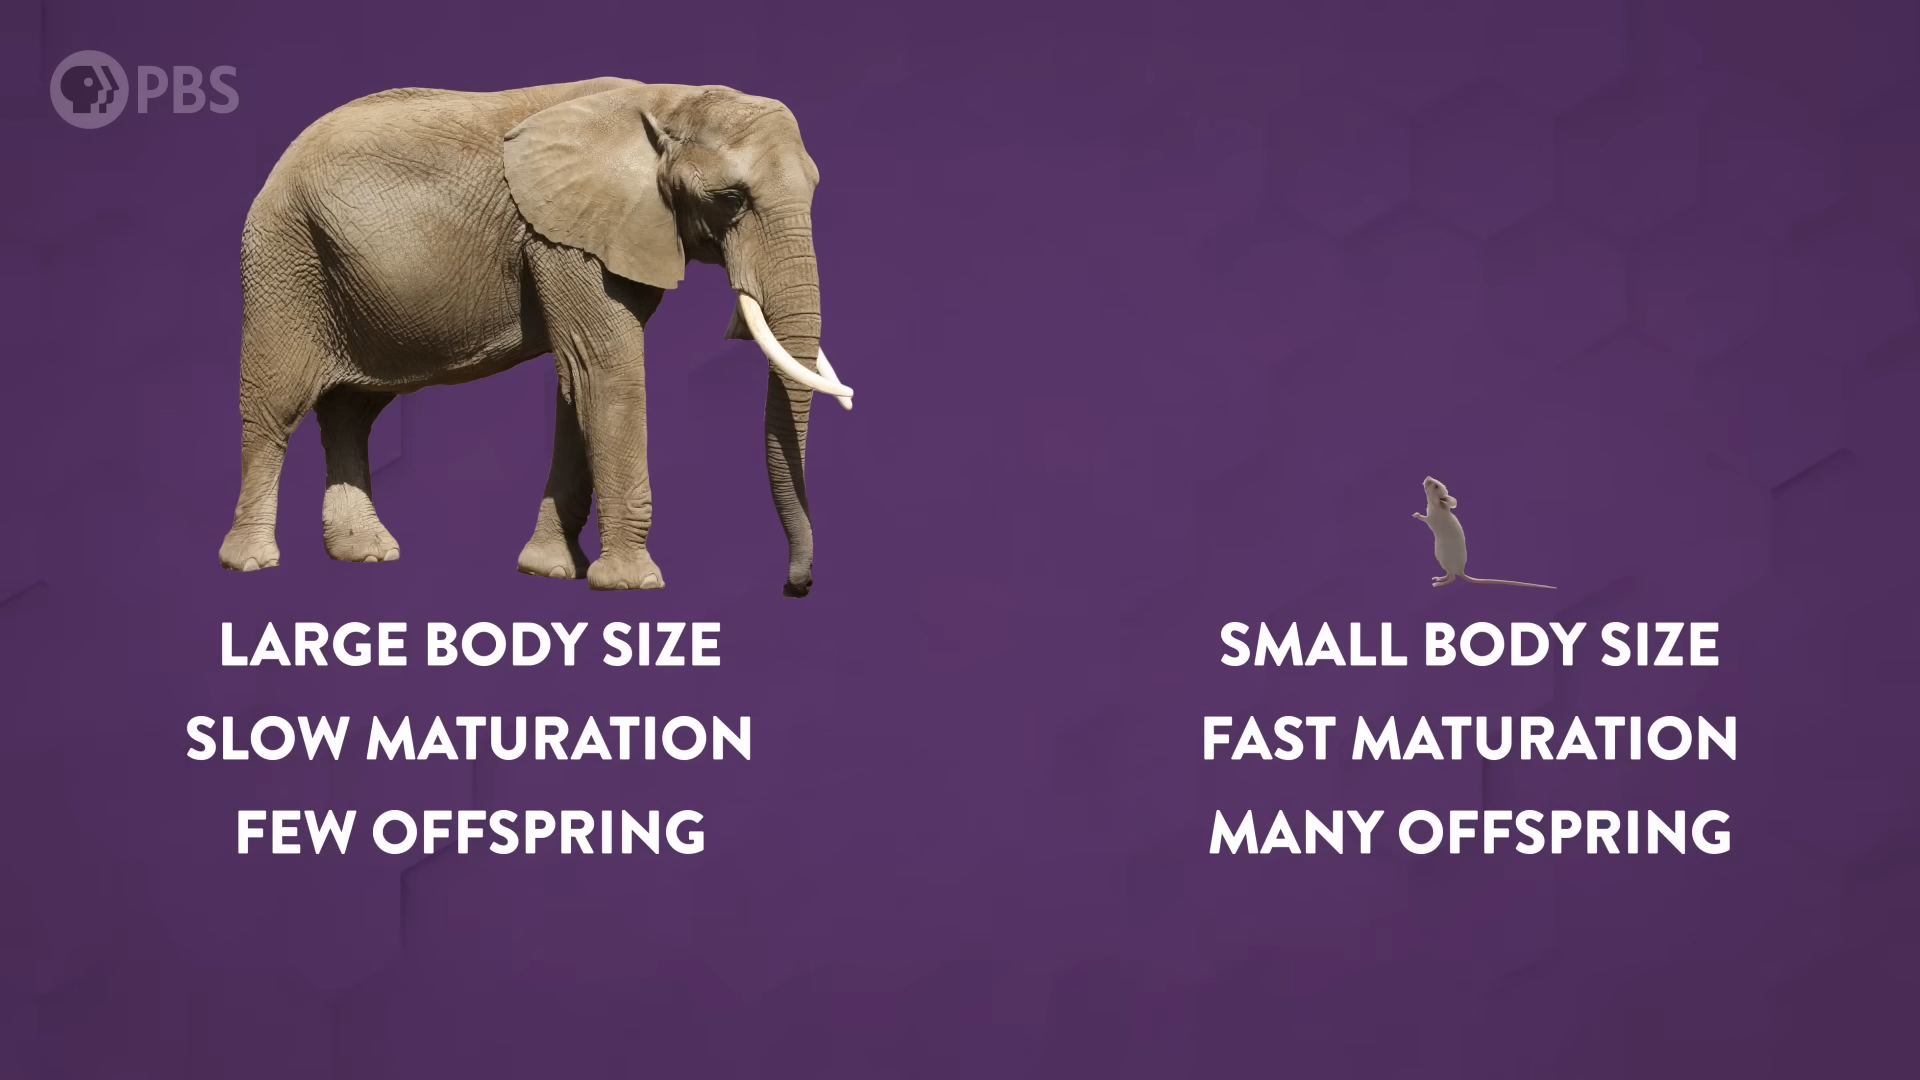 PBS
LARGE BODY SIZE
SLOW MATURATION
FEW OFFSPRING
SMALL BODY SIZE
FAST MATURATION
MANY OFFSPRING